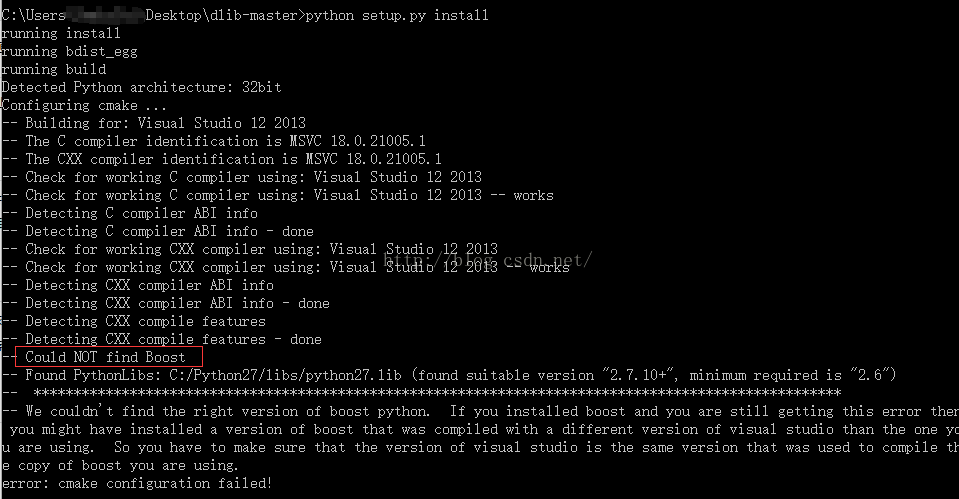 C:\Users\Desktop\dlib-master>python setup.py install
running install
running bdist_egg
running build
Detected Python architecture: 32bit
Configuring cmake ...
-- Building for: Visual Studio 12 2013
-- The C compiler identification is MSVC 18.0.21005.1
-- The CXX compiler identification is MSVC 18.0.21005.1
-- Check for working C compiler using: Visual Studio 12 2013
-- Check for working C compiler using: Visual Studio 12 2013 -- works
-- Detecting C compiler ABI info
-- Detecting C compiler ABI info - done
-- Check for working CXX compiler using: Visual Studio 12 2013
http://blog.csdn.net/
-- Check for working CXX compiler using: Visual Studio 12 2013 -- works
-- Detecting CXX compiler ABI info
-- Detecting CXX compiler ABI info - done
-- Detecting CXX compile features
-- Detecting CXX compile features - done
-- Could NOT find Boost
-- Found PythonLibs: C:/Python27/libs/python27.lib (found suitable version "2.7.10+", minimum required is "2.6")
-- *****************************************************************************************************
-- We couldn't find the right version of boost python.  If you installed boost and you are still getting this error then
you might have installed a version of boost that was compiled with a different version of visual studio than the one yo
u are using.  So you have to make sure that the version of visual studio is the same version that was used to compile th
e copy of boost you are using.
error: cmake configuration failed!